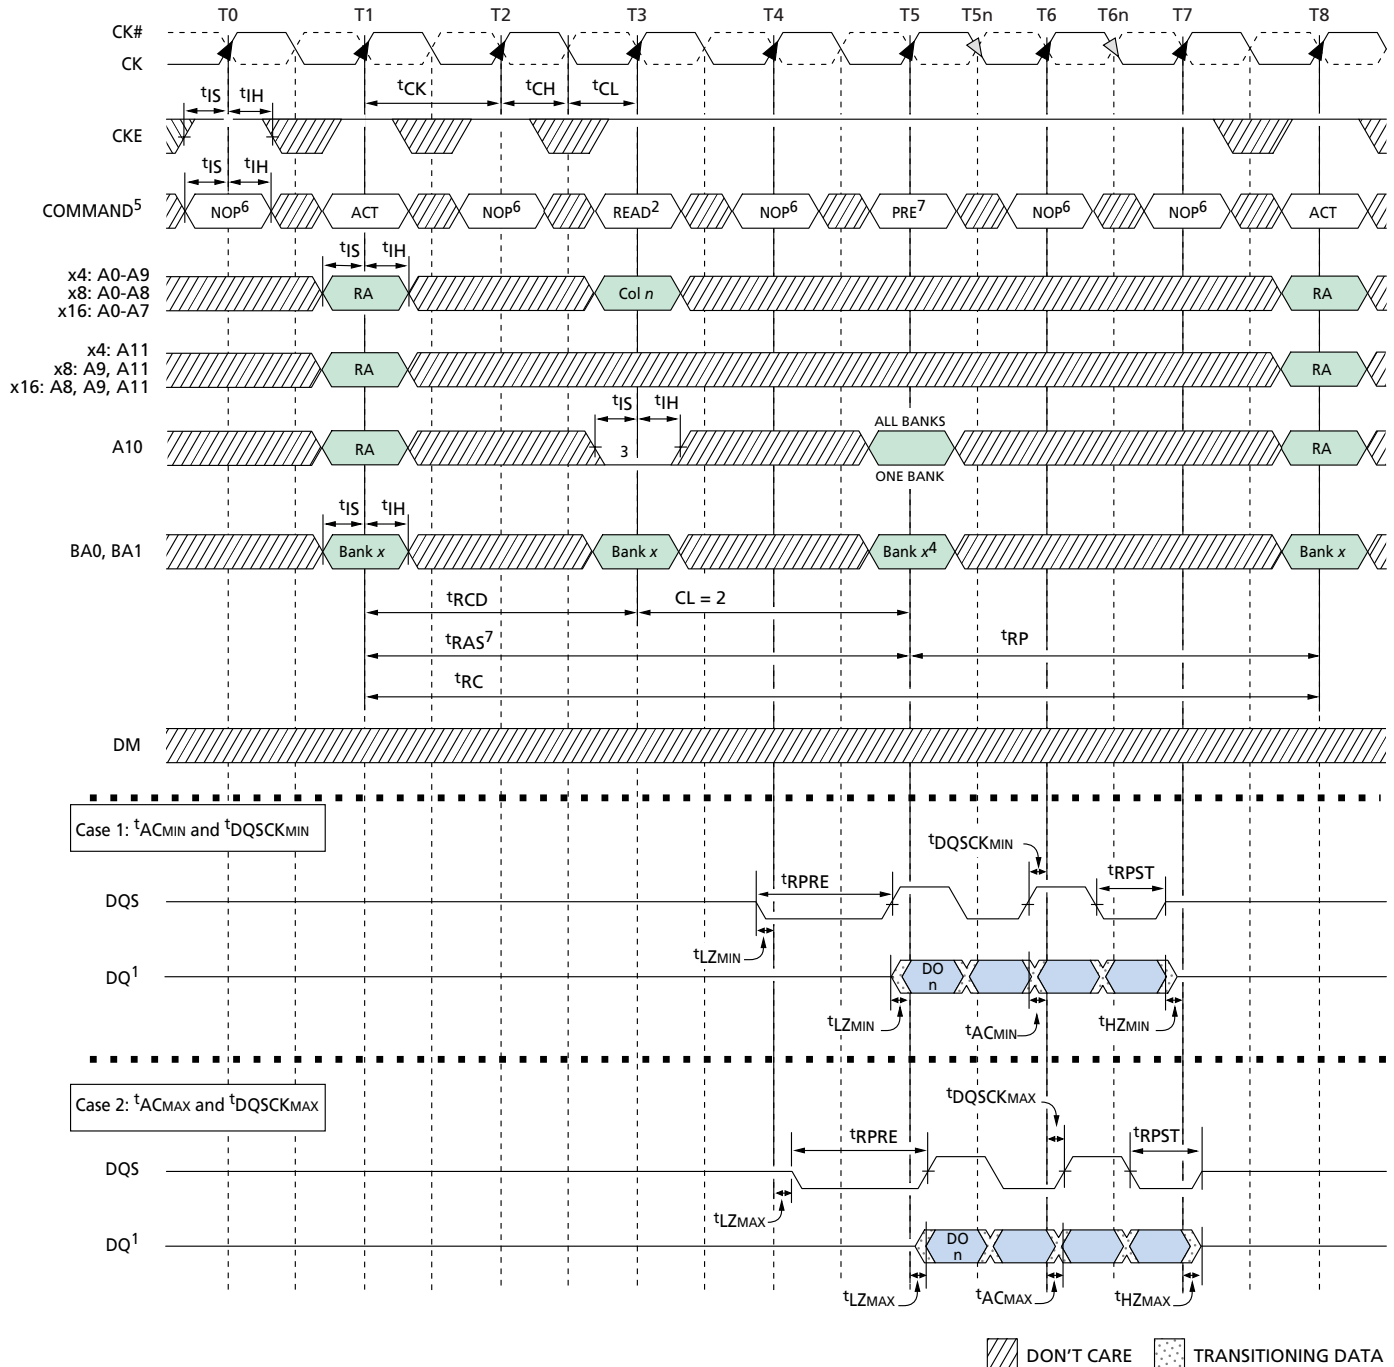 T0 T1 T2 T3 T4 T5 T5n T6 T6n T7 T8
CK#
CK
tIS tIH tCK tCH tCL
CKE
tIS tIH
COMMAND5 NOP6 ACT NOP6 READ2 NOP6 PRE7 NOP6 NOP6 ACT
tIS tIH
x4: A0-A9
x8: A0-A8
x16: A0-A7
RA Col n RA
x4: A11
x8: A9, A11
x16: A8, A9, A11
RA RA
tIS tIH
ALL BANKS
A10 RA 3 RA
ONE BANK
tIS tIH
BA0, BA1 Bank x Bank x Bank x4 Bank x
tRCD CL = 2
tRAS7 tRP
tRC
DM
Case 1: tACMIN and tDQSCKMIN
tDQSCKMIN
tRPRE tRPST
DQS
tLZMIN
DQ1 DO
n
tLZMIN tACMIN tHZMIN
Case 2: tACMAX and tDQSCKMAX
tDQSCKMAX
tRPRE tRPST
DQS
tLZMAX
DQ1 DO
n
tLZMAX tACMAX tHZMAX
DON'T CARE TRANSITIONING DATA